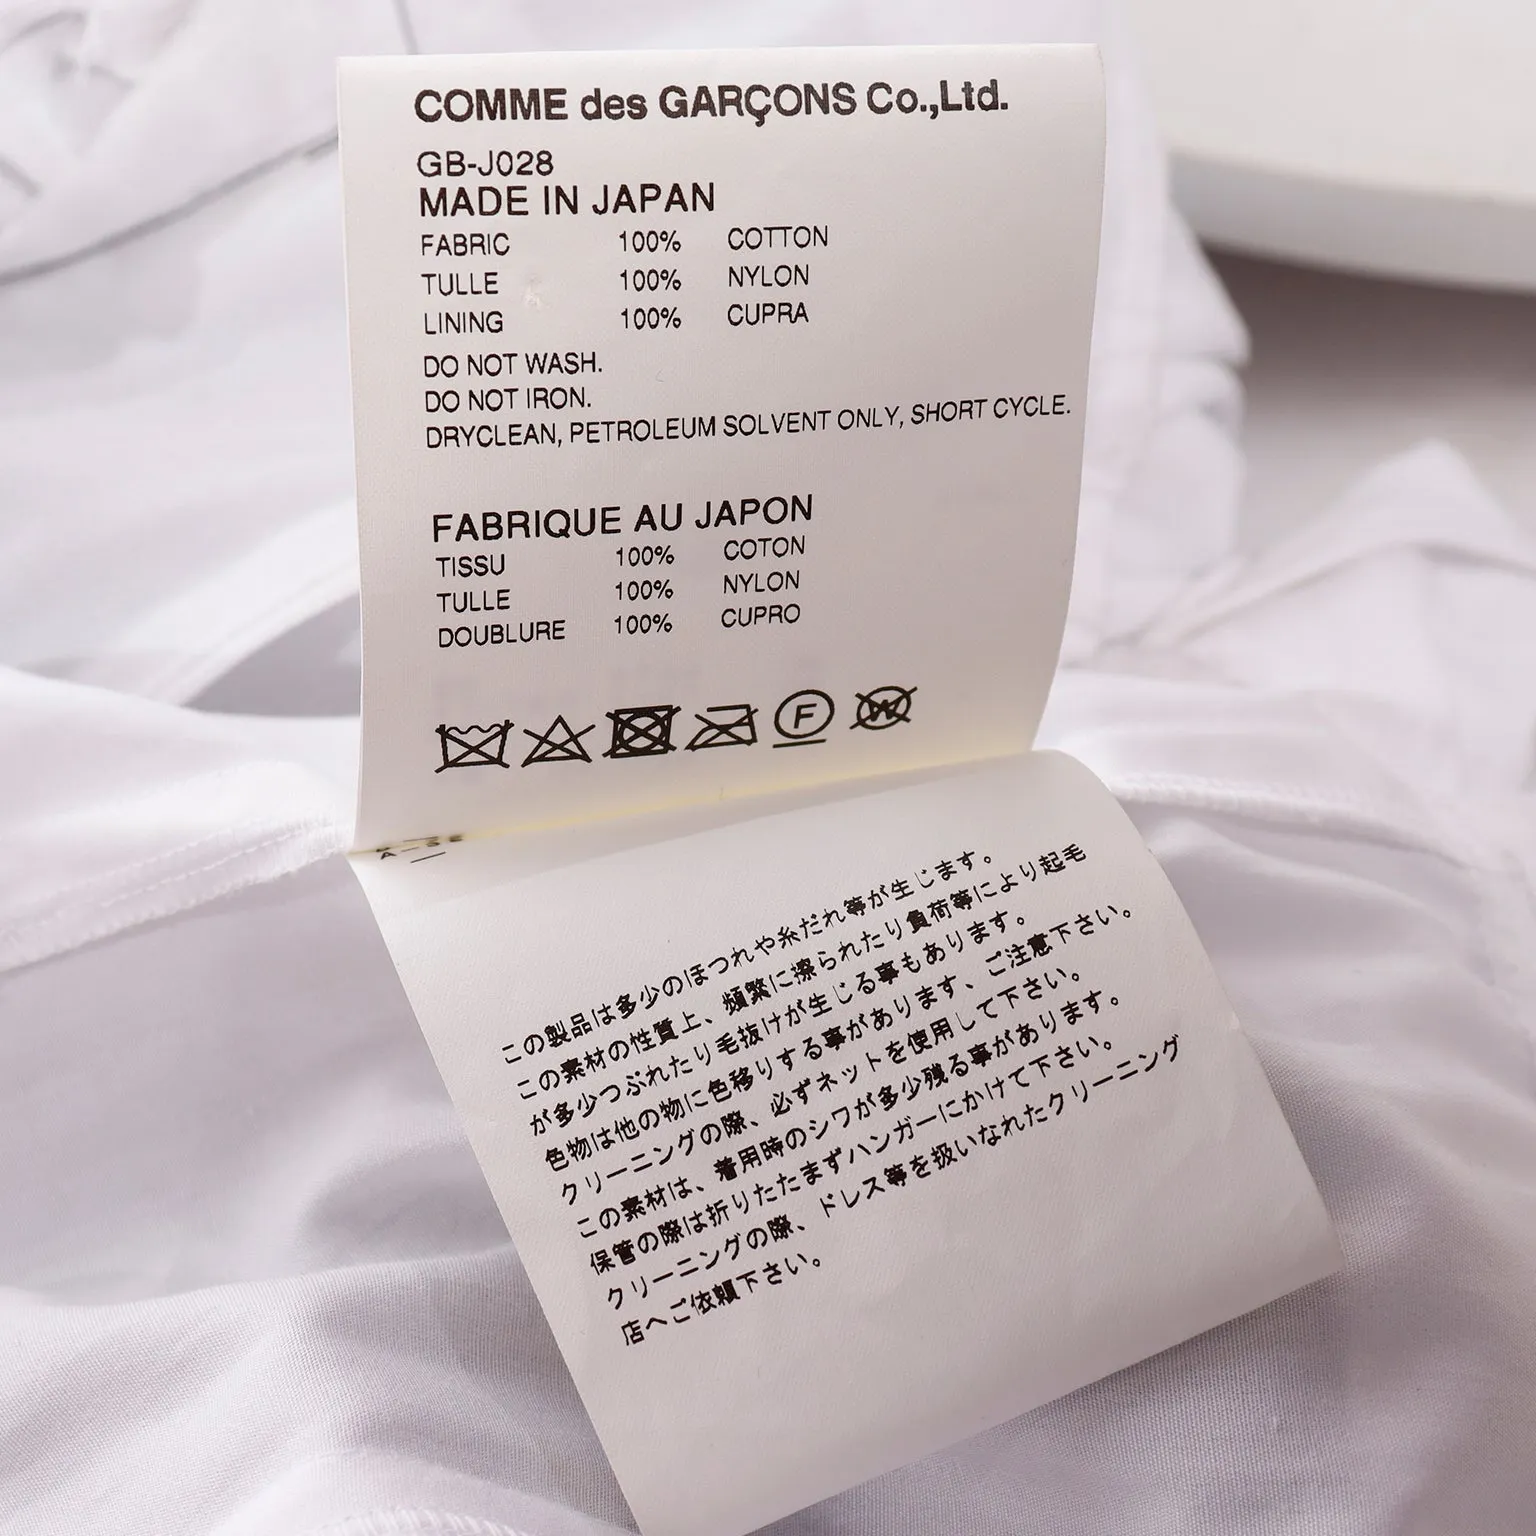 COMME des GARÇONS Co.,Ltd.
GB-J028
MADE IN JAPAN
FABRIC 100% COTTON
TULLE 100% NYLON
LINING 100% CUPRA
DO NOT WASH.
DO NOT IRON.
DRYCLEAN, PETROLEUM SOLVENT ONLY, SHORT CYCLE.
FABRIQUE AU JAPON
TISSU 100% COTON
TULLE 100% NYLON
DOUBLURE 100% CUPRO
F W
この製品は多少のほつれや糸だれ等が生じます。
この素材の性質上、頻繁に擦られたり負荷等により起毛
が多少つぶれたり毛抜けが生じる事もあります。
色物は他の物に色移りする事があります、ご注意下さい。
クリーニングの際、必ずネットを使用して下さい。
この素材は、着用時のシワが多少残る事があります。
保管の際は折りたたまずハンガーにかけて下さい。
クリーニングの際、ドレス等を扱いなれたクリーニング
店へご依頼下さい。